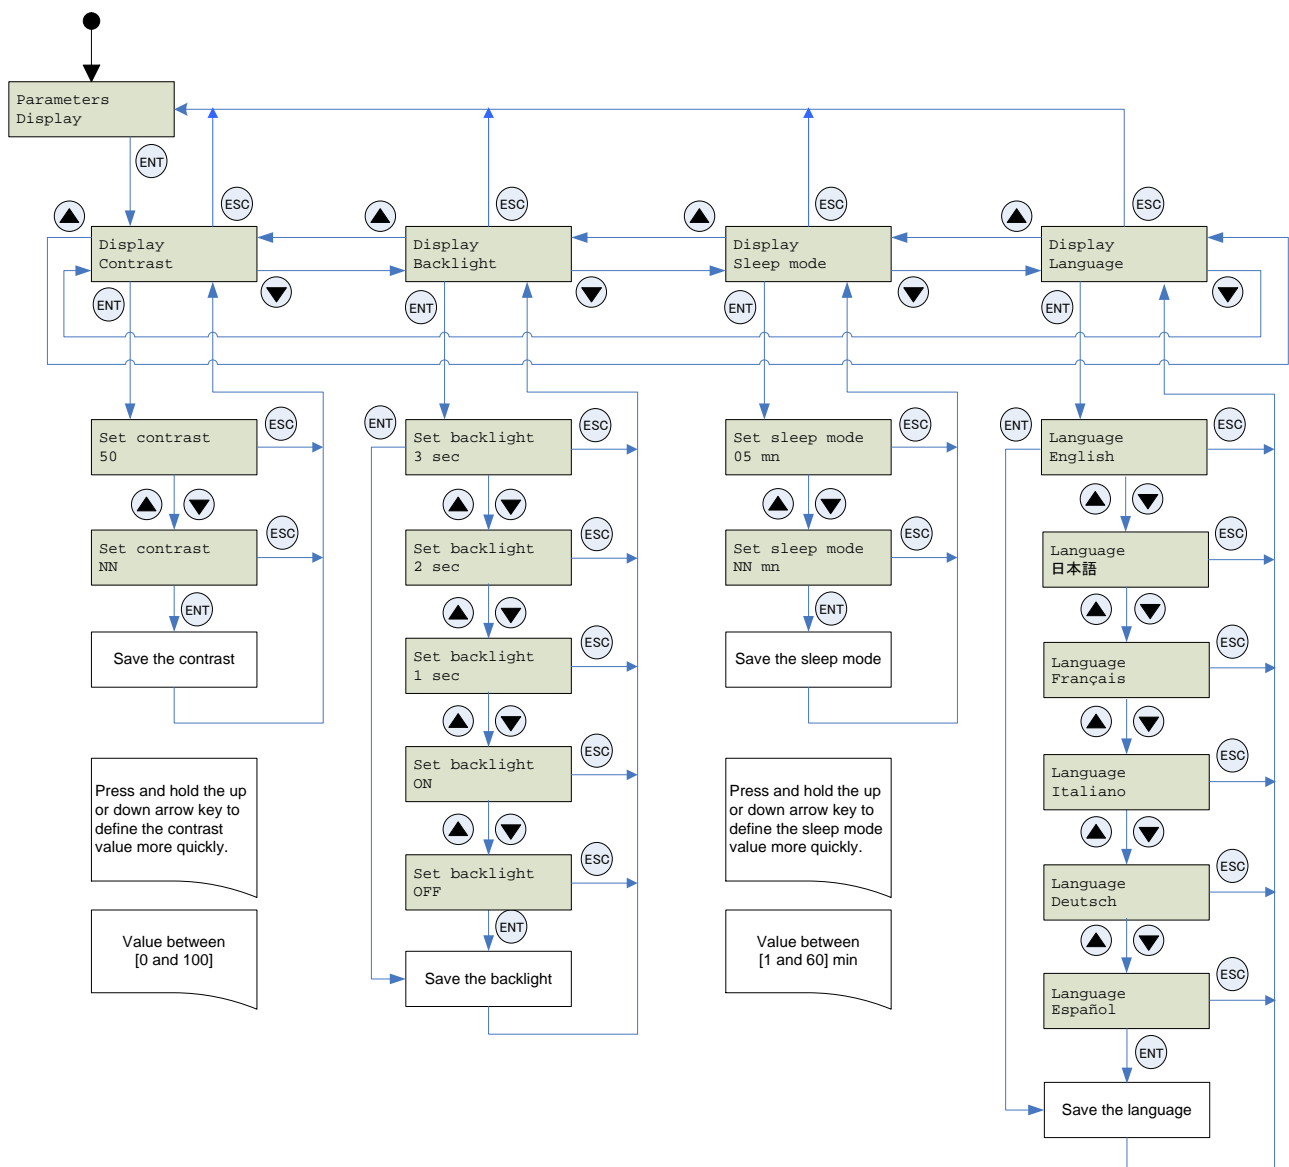 Parameters
Display
ENT
ESC
ESC
ESC
ESC
Display
Contrast
Display
Backlight
Display
Sleep mode
Display
Language
ENT
ENT
ENT
ENT
Set contrast
50
ESC
ENT
Set backlight
3 sec
ESC
Set sleep mode
05 mn
ESC
ENT
Language
English
ESC
Set contrast
NN
ESC
Set backlight
2 sec
ESC
Set sleep mode
NN mn
ESC
Language
日本語
ESC
ENT
ENT
Save the contrast
Set backlight
1 sec
ESC
Save the sleep mode
Language
Français
ESC
Press and hold the up
or down arrow key to
define the contrast
value more quickly.
Set backlight
ON
ESC
Press and hold the up
or down arrow key to
define the sleep mode
value more quickly.
Language
Italiano
ESC
Set backlight
OFF
ESC
Language
Deutsch
ESC
Value between
[0 and 100]
ENT
Save the backlight
Value between
[1 and 60] min
Language
Español
ESC
ENT
Save the language